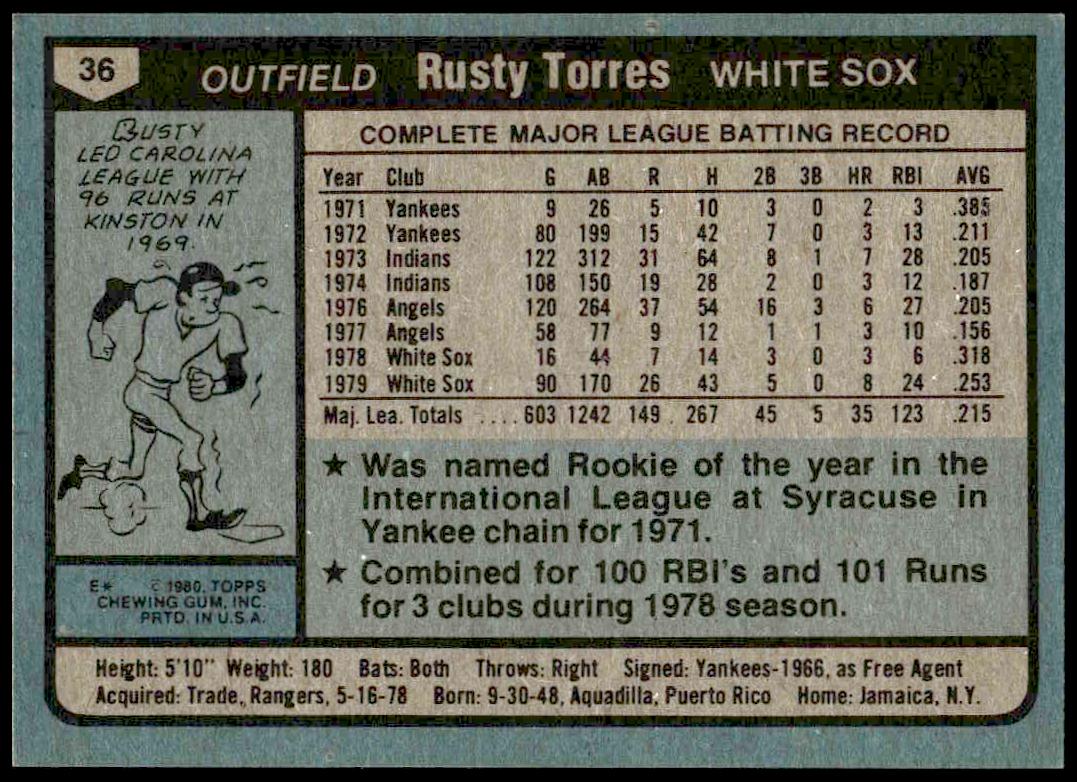 36 OUTFIELD Rusty Torres WHITE SOX
RUSTY
LED CAROLINA
LEAGUE WITH
96 RUNS AT
KINSTON IN
1969.
COMPLETE MAJOR LEAGUE BATTING RECORD
Year Club G AB R H 2B 3B HR RBI AVG
1971 Yankees 9 26 5 10 3 0 2 3 .385
1972 Yankees 80 199 15 42 7 0 3 13 .211
1973 Indians 122 312 31 64 8 1 7 28 .205
1974 Indians 108 150 19 28 2 0 3 12 .187
1976 Angels 120 264 37 54 16 3 6 27 .205
1977 Angels 58 77 9 12 1 1 3 10 .156
1978 White Sox 16 44 7 14 3 0 3 6 .318
1979 White Sox 90 170 26 43 5 0 8 24 .253
Maj. Lea. Totals .... 603 1242 149 267 45 5 35 123 .215
★ Was named Rookie of the year in the
International League at Syracuse in
Yankee chain for 1971.
★ Combined for 100 RBI's and 101 Runs
for 3 clubs during 1978 season.
E* © 1980, TOPPS
CHEWING GUM, INC.
PRTD. IN U.S.A.
Height: 5'10" Weight: 180 Bats: Both Throws: Right Signed: Yankees-1966, as Free Agent
Acquired: Trade, Rangers, 5-16-78 Born: 9-30-48, Aquadilla, Puerto Rico Home: Jamaica, N.Y.